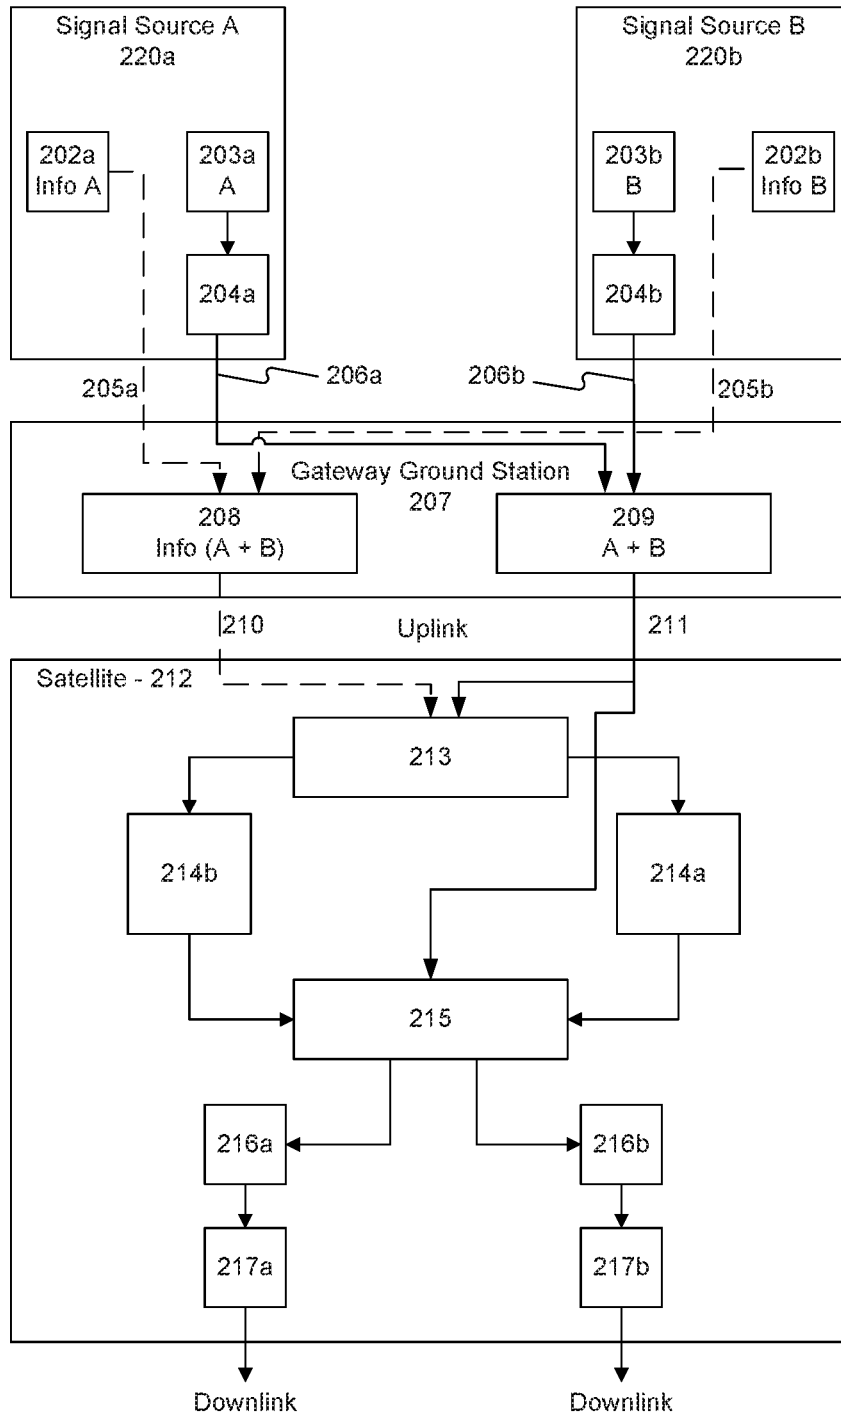 Signal Source A
220a
Signal Source B
220b
202a
Info A
203a
A
203b
B
202b
Info B
204a
204b
205a
206a
206b
205b
Gateway Ground Station
207
208
Info (A + B)
209
A + B
210
Uplink
211
Satellite - 212
213
214b
214a
215
216a
216b
217a
217b
Downlink
Downlink